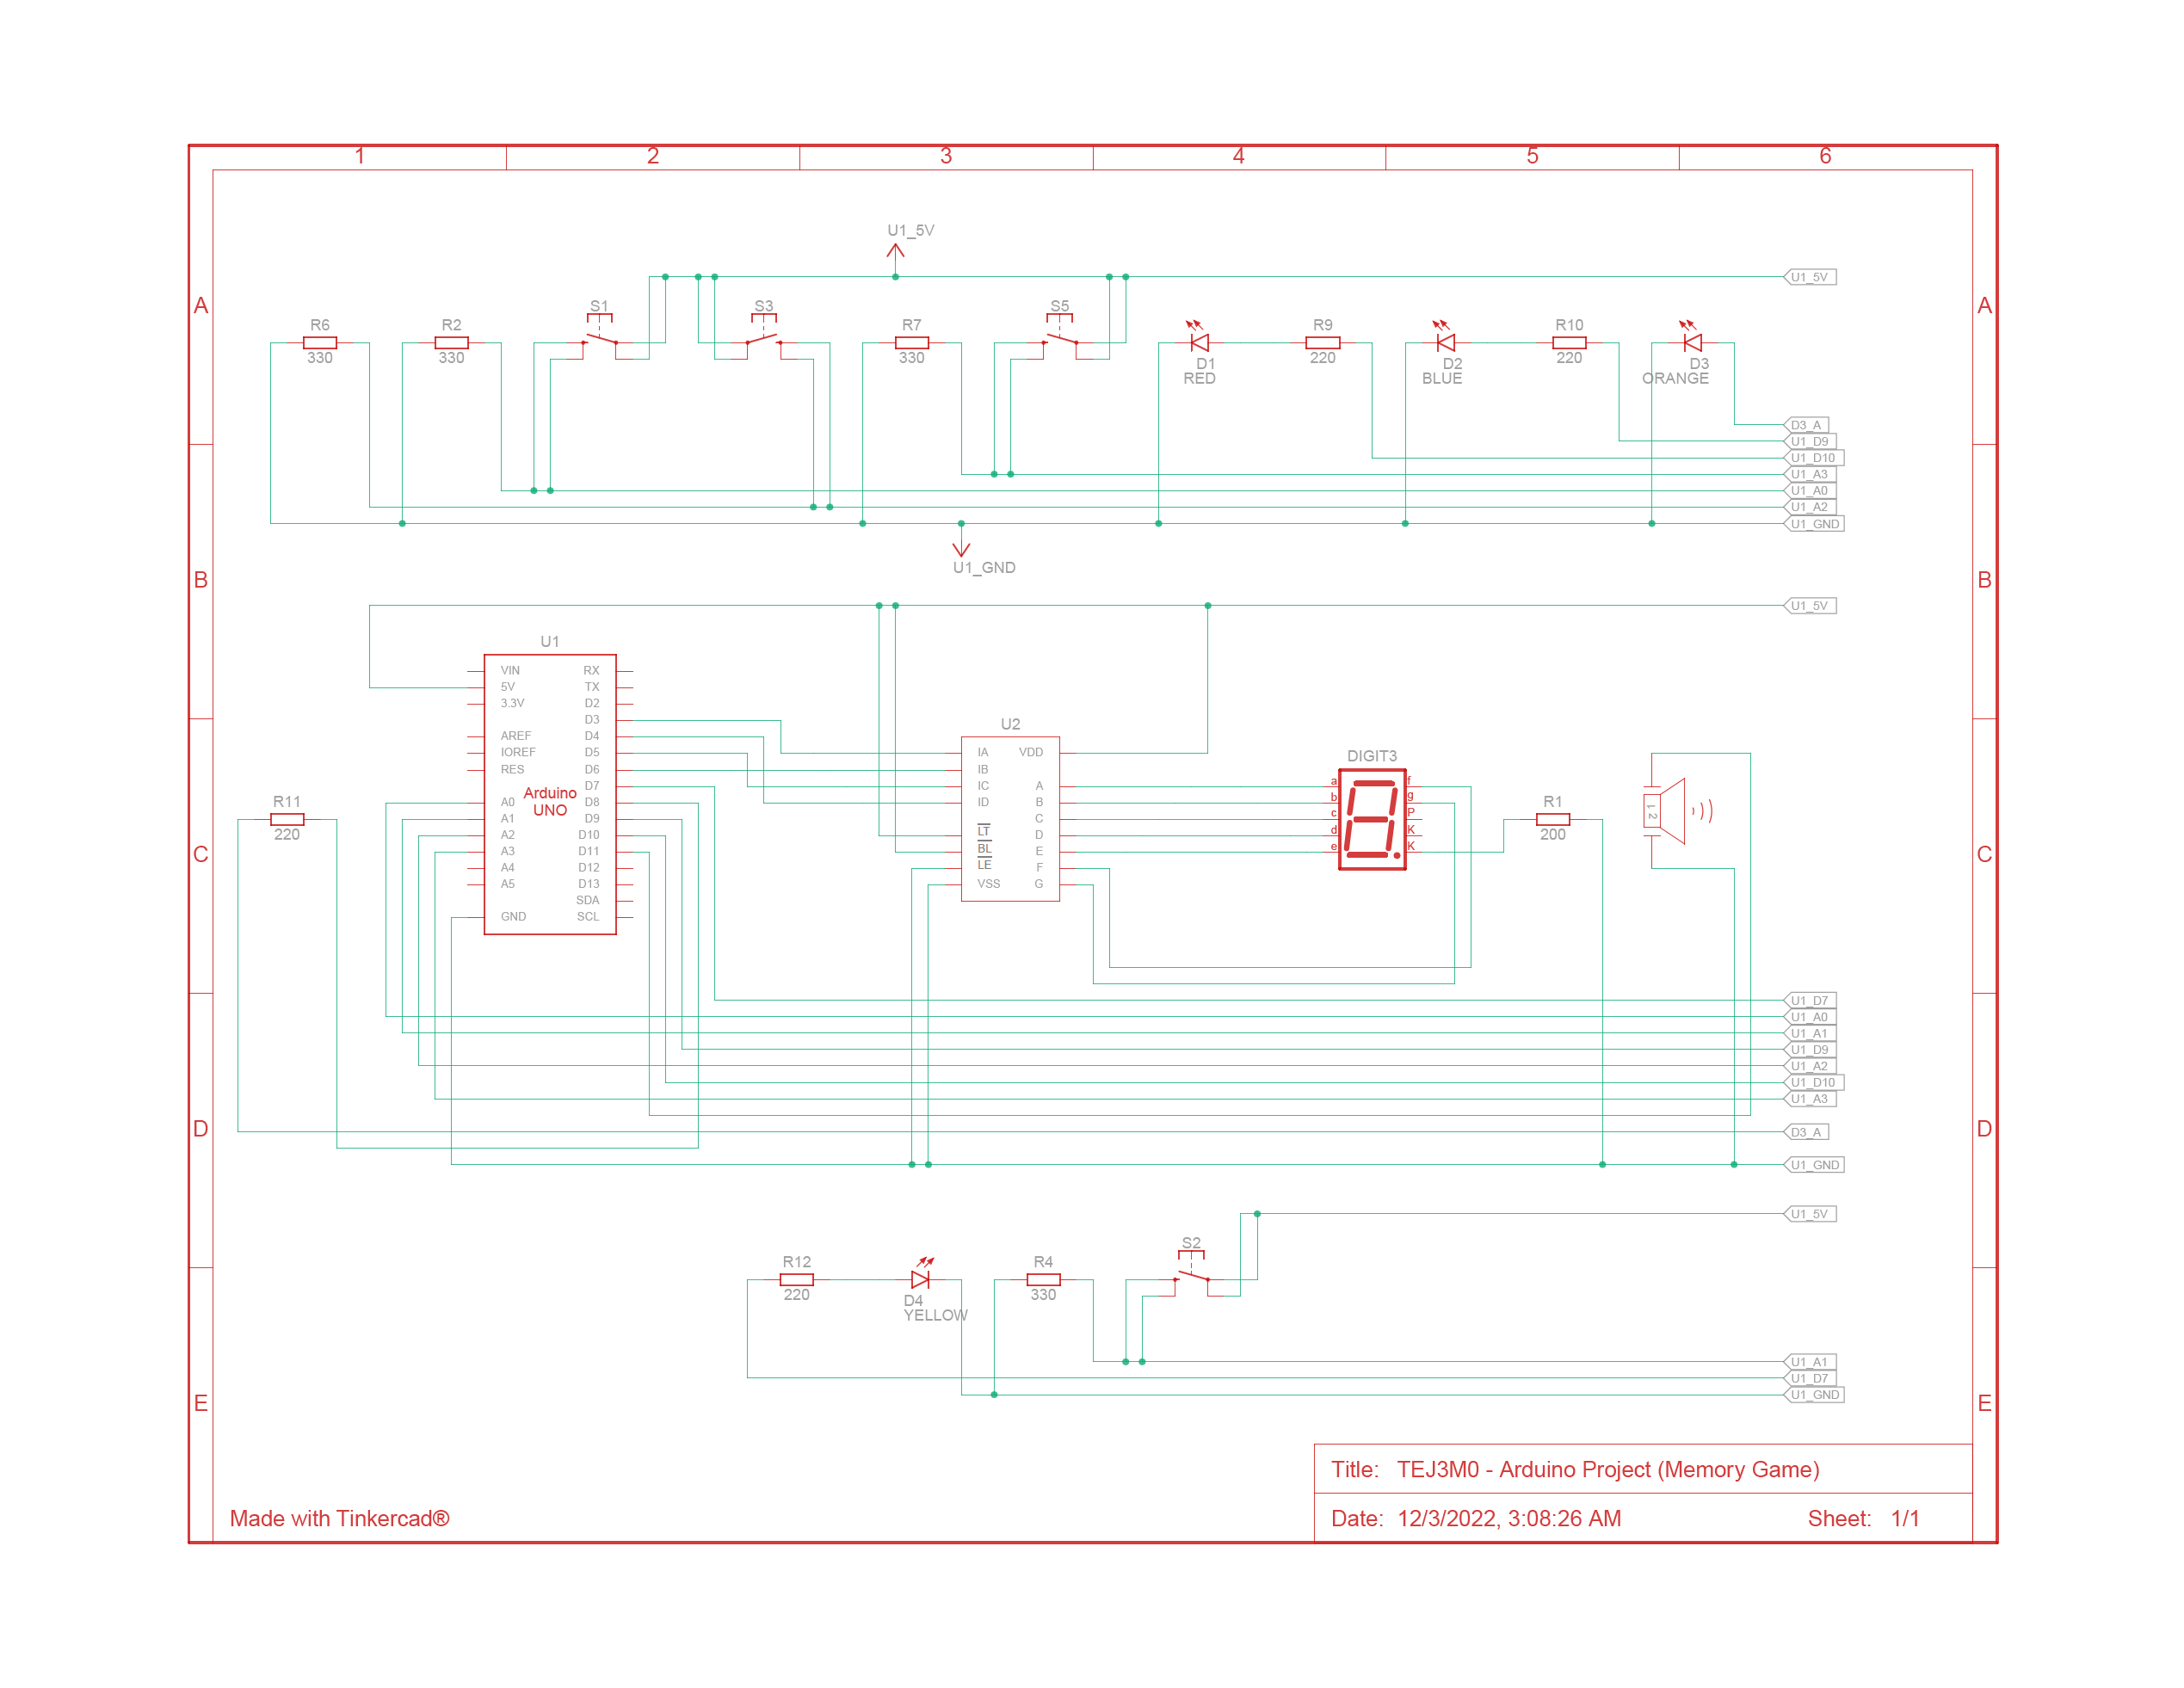 1 2 3 4 5 6
U1_5V
U1_5V
A A
S1 S3 S5
R6 R2 R7 R9 R10
330 330 330 220 220
D1 D2 D3
RED BLUE ORANGE
D3_A
U1_D9
U1_D10
U1_A3
U1_A0
U1_A2
U1_GND
U1_GND
B B
U1_5V
U1
VIN RX
5V TX
3.3V D2
D3
AREF D4
IOREF D5
RES D6
D7
Arduino
UNO
A0 D8
A1 D9
A2 D10
A3 D11
A4 D12
A5 D13
SDA
GND SCL
U2
IA VDD
IB
IC A
ID B
C
LT D
BL E
LE F
VSS G
DIGIT3
a f
b g
c P
d K
e K
R11
220
R1
200
1 2
C C
U1_D7
U1_A0
U1_A1
U1_D9
U1_A2
U1_D10
U1_A3
D3_A
U1_GND
D D
U1_5V
S2
R12 R4
220 330
D4
YELLOW
U1_A1
U1_D7
U1_GND
E E
Title: TEJ3M0 - Arduino Project (Memory Game)
Made with Tinkercad®
Date: 12/3/2022, 3:08:26 AM Sheet: 1/1